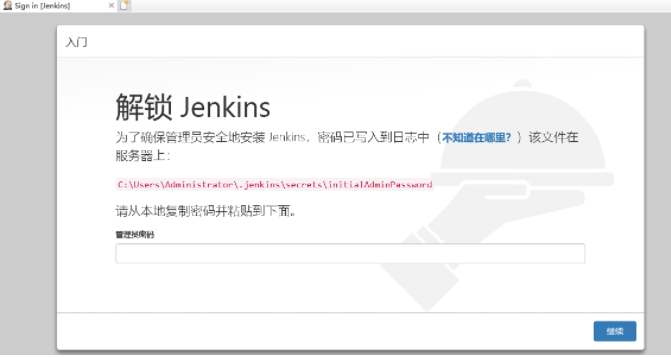 Sign in [Jenkins]
入门
解锁 Jenkins
为了确保管理员安全地安装 Jenkins，密码已写入到日志中（不知道在哪里？）该文件在
服务器上：
C:\Users\Administrator\.jenkins\secrets\initialAdminPassword
请从本地复制密码并粘贴到下面。
管理员密码
继续